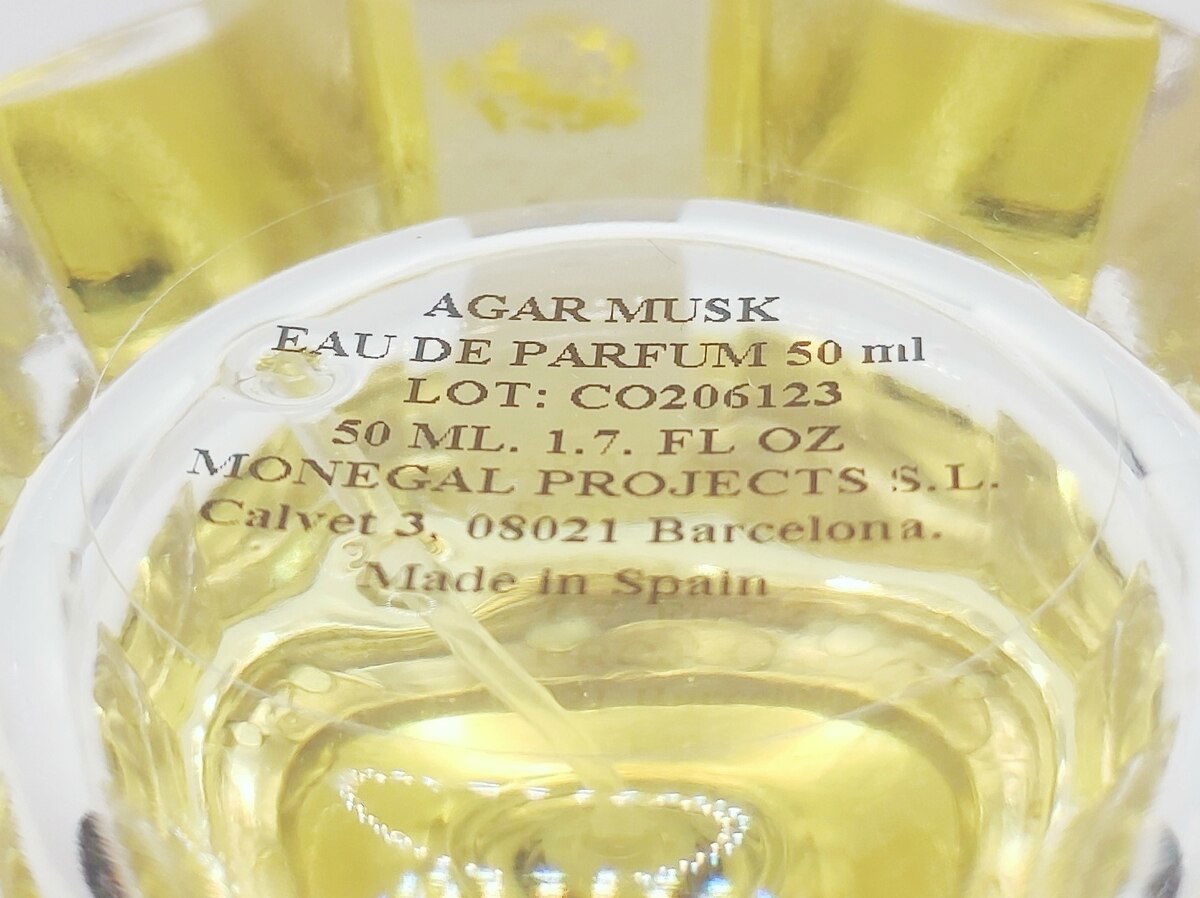 AGAR MUSK
EAU DE PARFUM 50 ml
LOT: CO206123
50 ML. 1.7. FL OZ
MONEGAL PROJECTS S.L.
Calvet 3, 08021 Barcelona.
Made in Spain